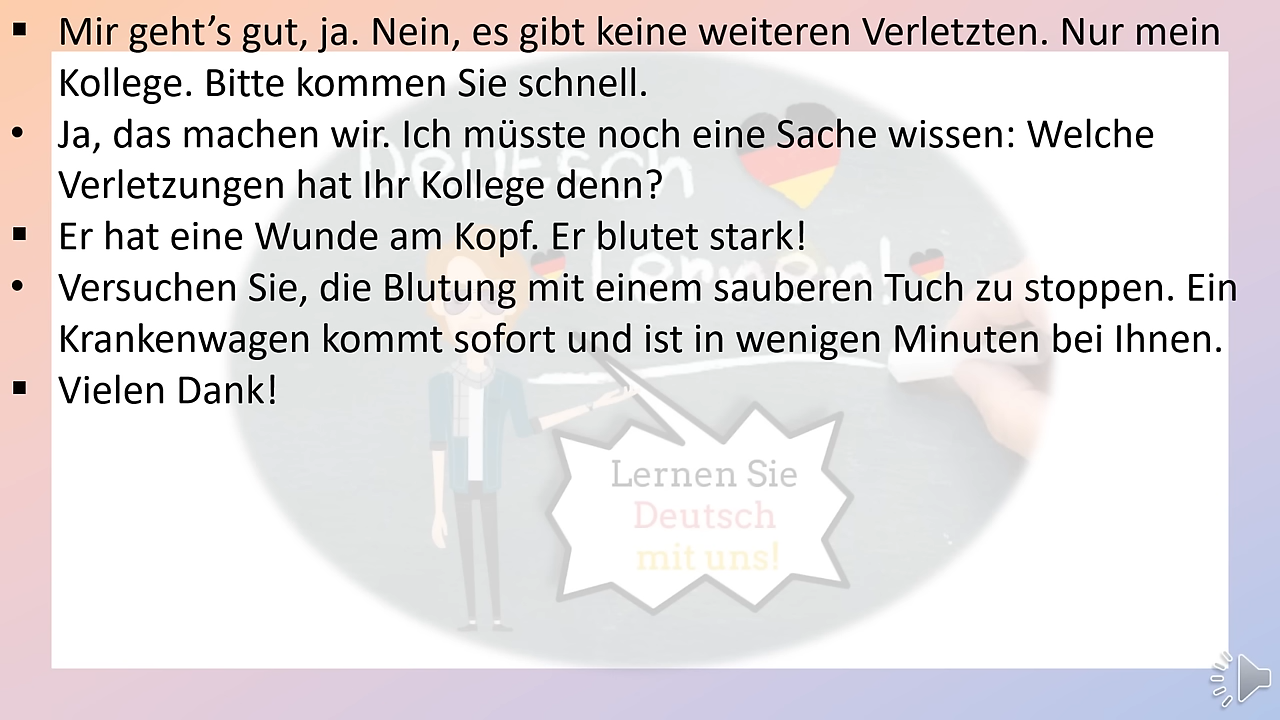 ▪ Mir geht’s gut, ja. Nein, es gibt keine weiteren Verletzten. Nur mein
Kollege. Bitte kommen Sie schnell.
• Ja, das machen wir. Ich müsste noch eine Sache wissen: Welche
Verletzungen hat Ihr Kollege denn?
▪ Er hat eine Wunde am Kopf. Er blutet stark!
• Versuchen Sie, die Blutung mit einem sauberen Tuch zu stoppen. Ein
Krankenwagen kommt sofort und ist in wenigen Minuten bei Ihnen.
▪ Vielen Dank!
Deutsch
Lernen!
Lernen Sie
Deutsch
mit uns!